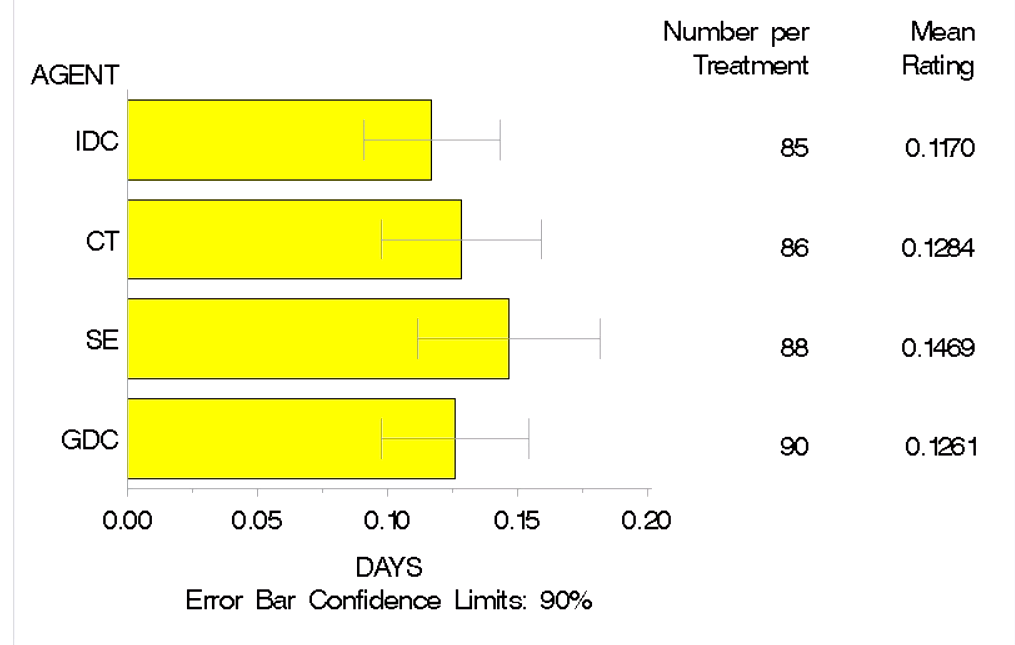 Number per Mean
Treatment Rating
AGENT
IDC 85 0.1170
CT 86 0.1284
SE 88 0.1469
GDC 90 0.1261
0.00 0.05 0.10 0.15 0.20
DAYS
Error Bar Confidence Limits: 90%